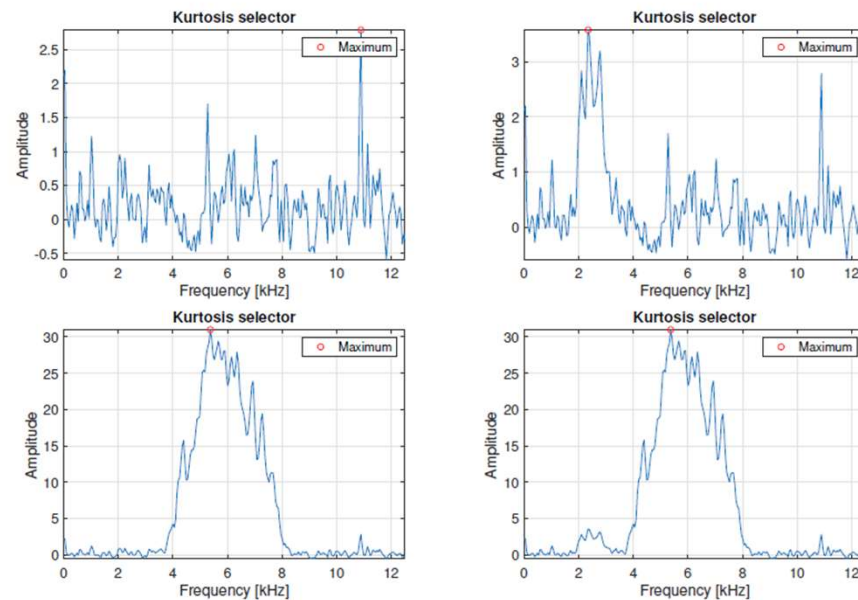 Kurtosis selector
Maximum
2.5
2
1.5
1
0.5
0
-0.5
Amplitude
0 2 4 6 8 10 12
Frequency [kHz]
Kurtosis selector
Maximum
3
2
1
0
Amplitude
0 2 4 6 8 10 12
Frequency [kHz]
Kurtosis selector
Maximum
30
25
20
15
10
5
0
Amplitude
0 2 4 6 8 10 12
Frequency [kHz]
Kurtosis selector
Maximum
30
25
20
15
10
5
0
Amplitude
0 2 4 6 8 10 12
Frequency [kHz]